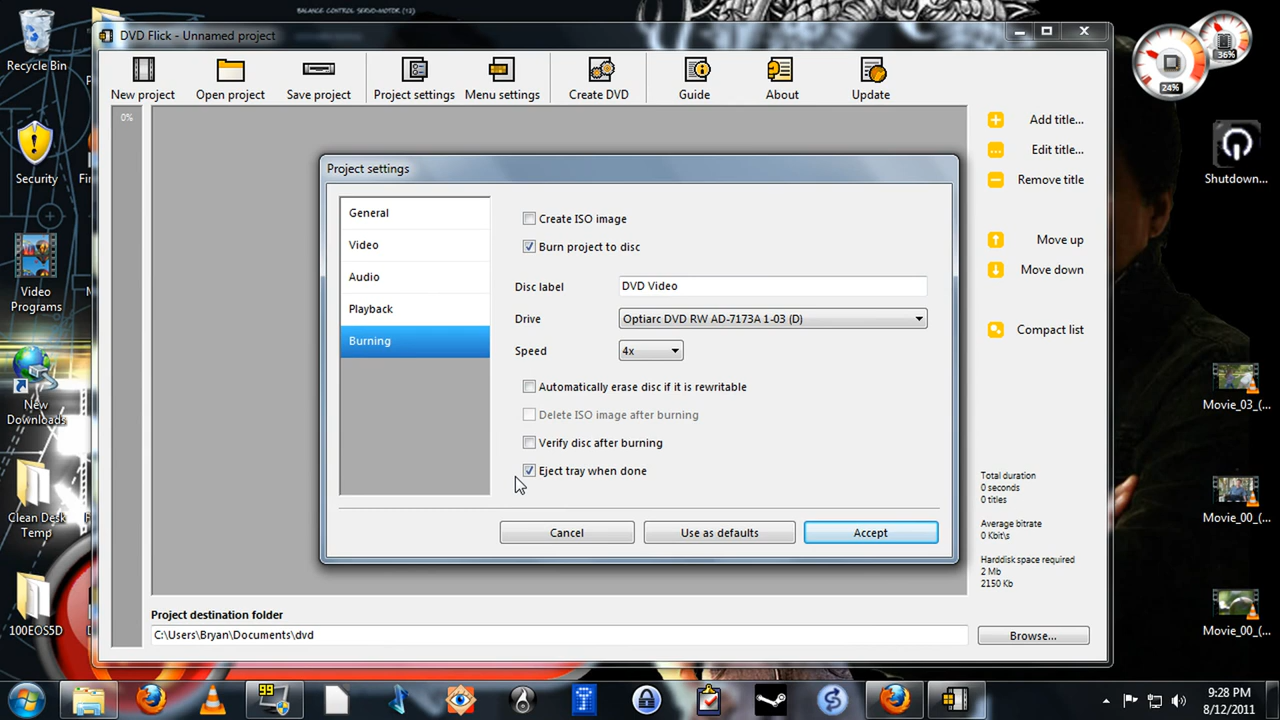 BALANCE CONTROL SERVO-MOTOR (12)
Recycle Bin
Security
Video
Programs
New
Downloads
Clean Desk
Temp
100EOS5D
DVD Flick - Unnamed project
New project
Open project
Save project
Project settings
Menu settings
Create DVD
Guide
About
Update
0%
Add title...
Edit title...
Remove title
Move up
Move down
Compact list
Project settings
General
Video
Audio
Playback
Burning
Create ISO image
Burn project to disc
Disc label
DVD Video
Drive
Optiarc DVD RW AD-7173A 1-03 (D)
Speed
4x
Automatically erase disc if it is rewritable
Delete ISO image after burning
Verify disc after burning
Eject tray when done
Cancel
Use as defaults
Accept
Total duration
0 seconds
0 titles
Average bitrate
0 Kbit\s
Harddisk space required
2 Mb
2150 Kb
Project destination folder
C:\Users\Bryan\Documents\dvd
Browse...
36%
24%
Shutdown...
Movie_03_(...
Movie_00_(...
Movie_00_(...
99
9:28 PM
8/12/2011